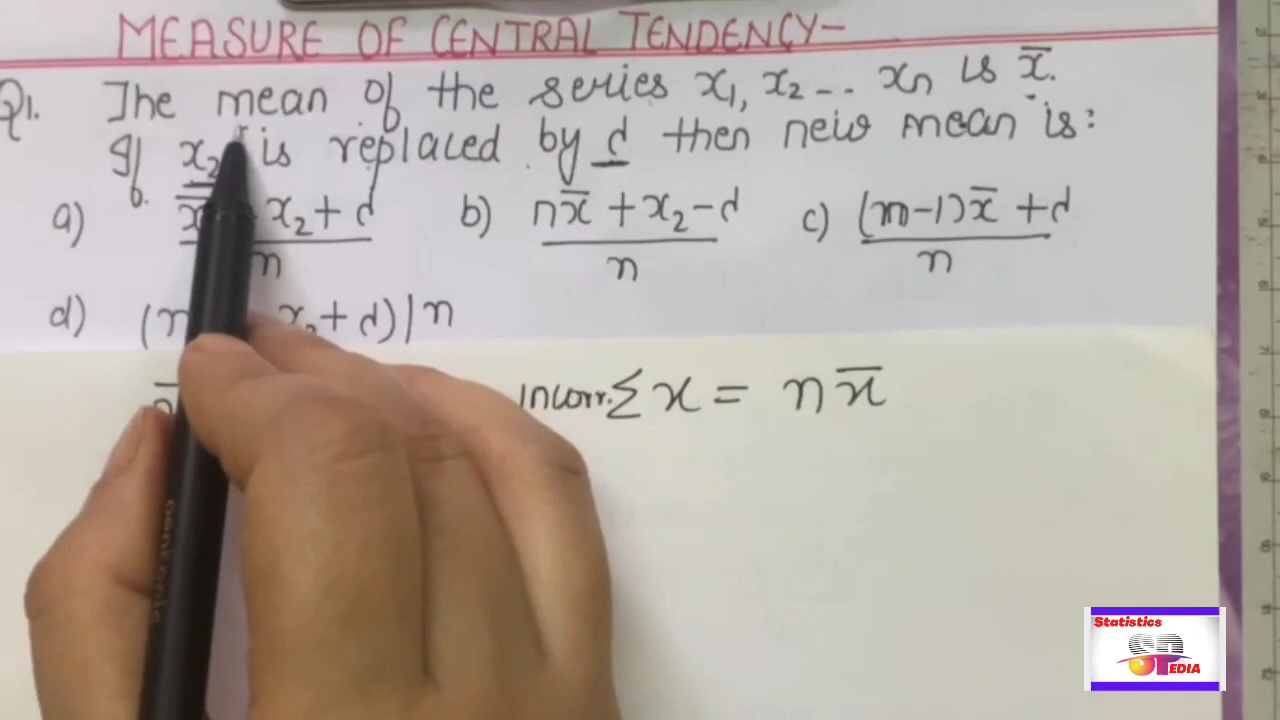 MEASURE OF CENTRAL TENDENCY-
Q1. The mean of the series x₁, x₂ -.. xn is x̄.
If x₂ is replaced by d then new mean is:
a) x̄ - x₂ + d / n b) nx̄ + x₂ - d / n c) (n-1)x̄ + d / n
d) (n x₂ + d) | n
incorr. Σx = nx̄
Statistics
PEDIA